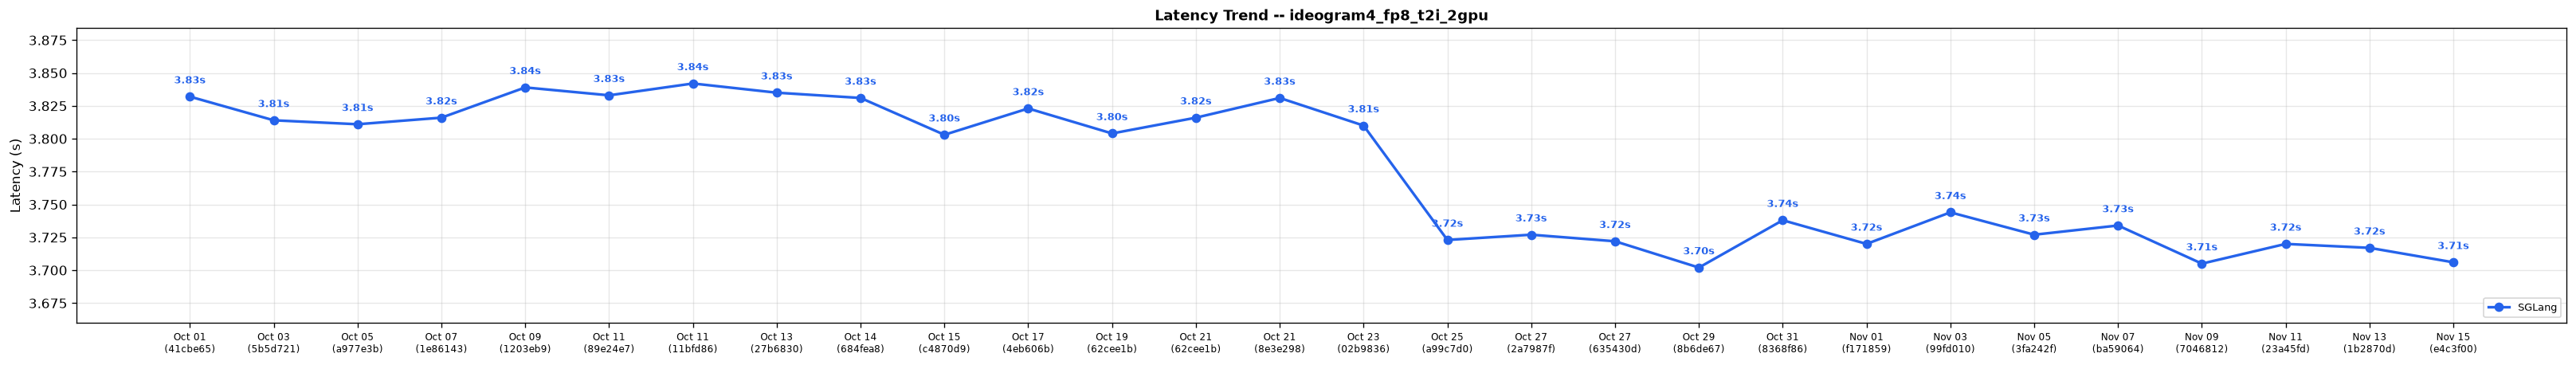 Latency Trend -- ideogram4_fp8_t2i_2gpu
Latency (s)
3.875
3.850
3.825
3.800
3.775
3.750
3.725
3.700
3.675
3.83s
3.81s
3.81s
3.82s
3.84s
3.83s
3.84s
3.83s
3.83s
3.80s
3.82s
3.80s
3.82s
3.83s
3.81s
3.72s
3.73s
3.72s
3.70s
3.74s
3.72s
3.74s
3.73s
3.73s
3.71s
3.72s
3.72s
3.71s
SGLang
Oct 01
(41cbe65)
Oct 03
(5b5d721)
Oct 05
(a977e3b)
Oct 07
(1e86143)
Oct 09
(1203eb9)
Oct 11
(89e24e7)
Oct 11
(11bfd86)
Oct 13
(27b6830)
Oct 14
(684fea8)
Oct 15
(c4870d9)
Oct 17
(4eb606b)
Oct 19
(62cee1b)
Oct 21
(62cee1b)
Oct 21
(8e3e298)
Oct 23
(02b9836)
Oct 25
(a99c7d0)
Oct 27
(2a7987f)
Oct 27
(635430d)
Oct 29
(8b6de67)
Oct 31
(8368f86)
Nov 01
(f171859)
Nov 03
(99fd010)
Nov 05
(3fa242f)
Nov 07
(ba59064)
Nov 09
(7046812)
Nov 11
(23a45fd)
Nov 13
(1b2870d)
Nov 15
(e4c3f00)